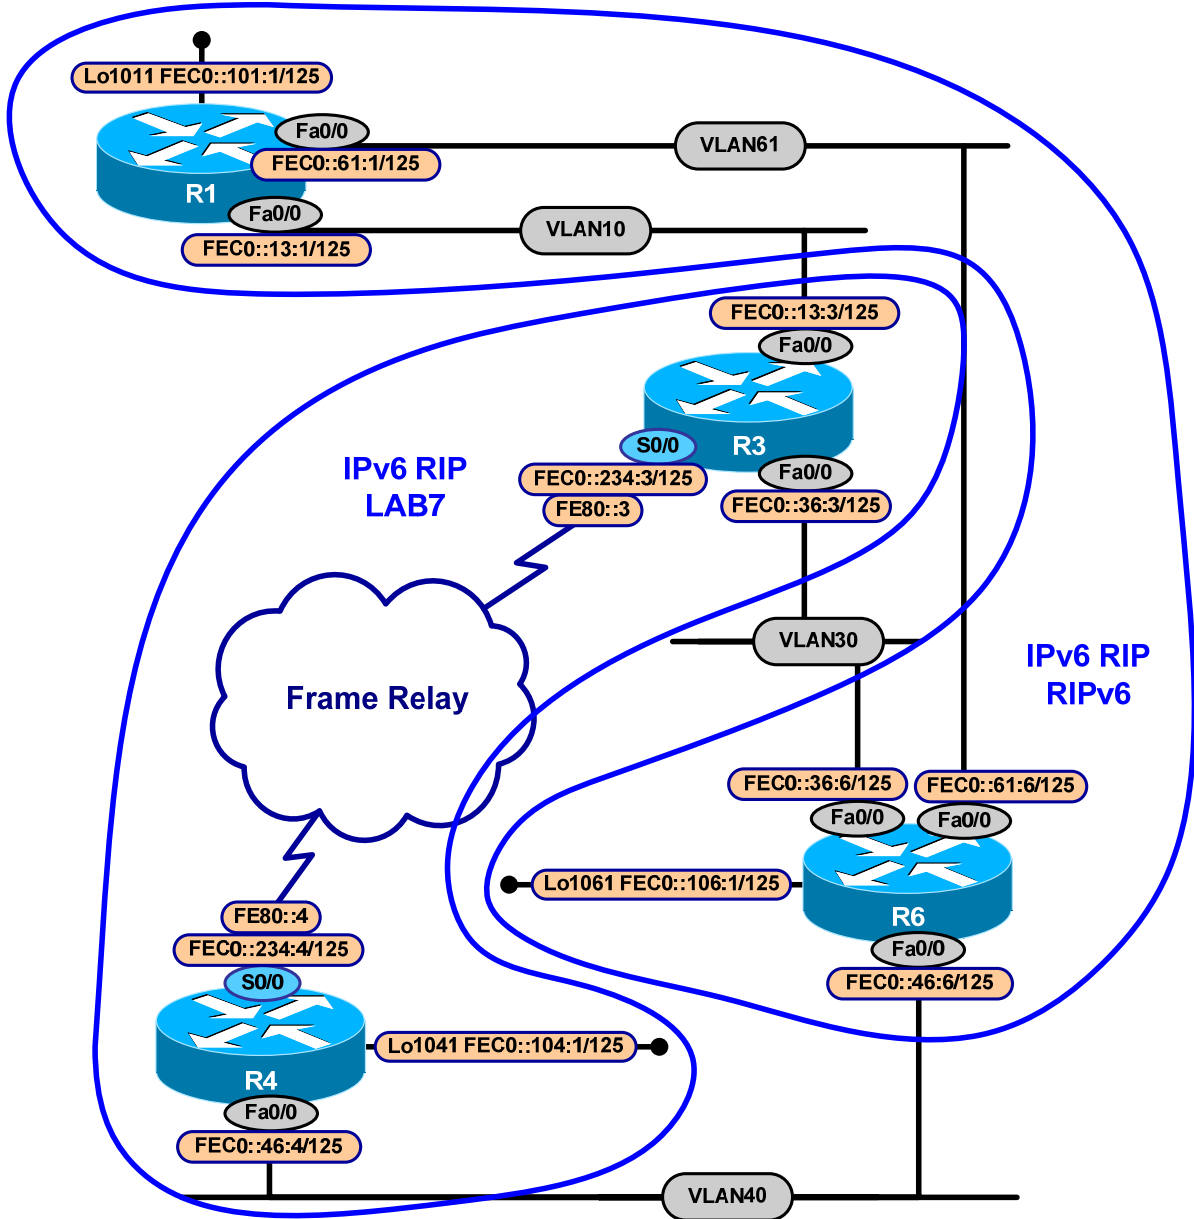 Lo1011 FEC0::101:1/125
Fa0/0
VLAN61
FEC0::61:1/125
R1
Fa0/0
VLAN10
FEC0::13:1/125
FEC0::13:3/125
Fa0/0
S0/0
R3
IPv6 RIP
LAB7
Fa0/0
FEC0::234:3/125
FE80::3
FEC0::36:3/125
VLAN30
IPv6 RIP
RIPv6
Frame Relay
FEC0::36:6/125
FEC0::61:6/125
Fa0/0
Fa0/0
Lo1061 FEC0::106:1/125
R6
FE80::4
FEC0::234:4/125
Fa0/0
S0/0
FEC0::46:6/125
Lo1041 FEC0::104:1/125
R4
Fa0/0
FEC0::46:4/125
VLAN40